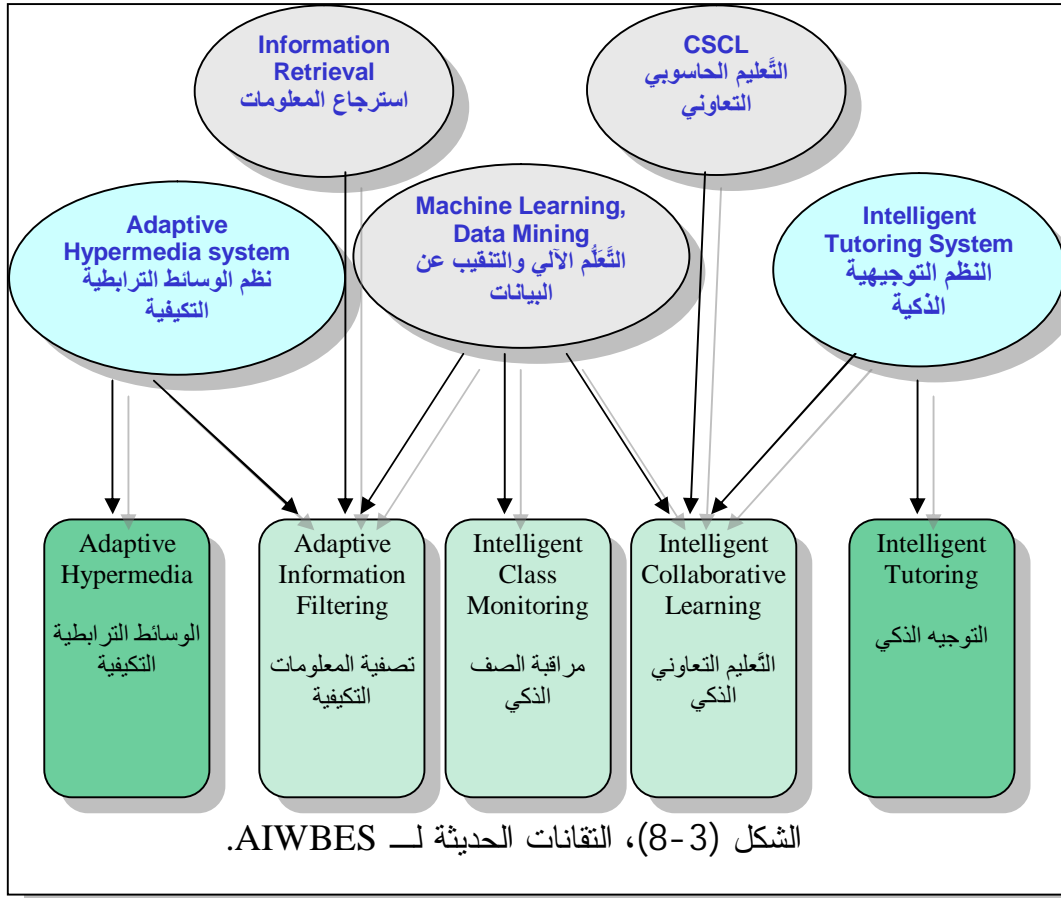 Information
Retrieval
استرجاع المعلومات
CSCL
التَّعليم الحاسوبي
التعاوني
Adaptive
Hypermedia system
نظم الوسائط الترابطية
التكيفية
Machine Learning,
Data Mining
التَّعَلُّم الآلي والتنقيب عن
البيانات
Intelligent
Tutoring System
النظم التوجيهية
الذكية
Adaptive
Hypermedia
الوسائط الترابطية
التكيفية
Adaptive
Information
Filtering
تصفية المعلومات
التكيفية
Intelligent
Class
Monitoring
مراقبة الصف
الذكي
Intelligent
Collaborative
Learning
التَّعليم التعاوني
الذكي
Intelligent
Tutoring
التوجيه الذكي
الشكل (3-8)، التقانات الحديثة لـــ AIWBES.